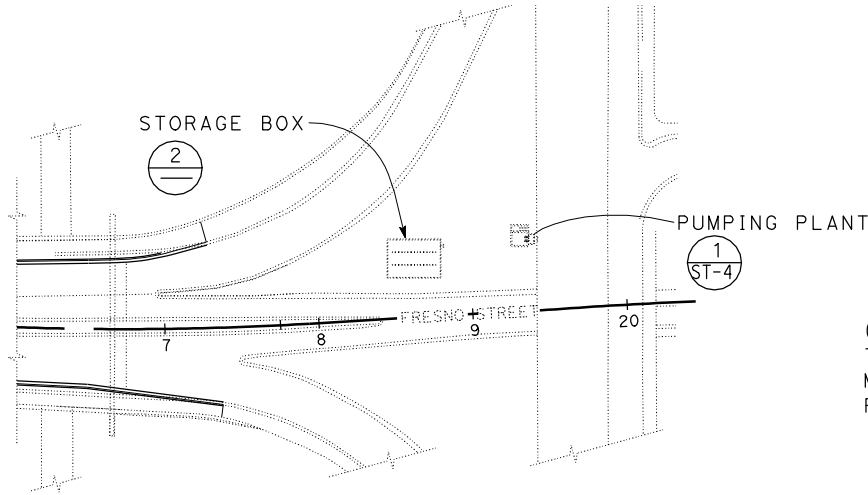 STORAGE BOX
2
PUMPING PLANT
1
ST-4
FRESNO STREET
7
8
9
20